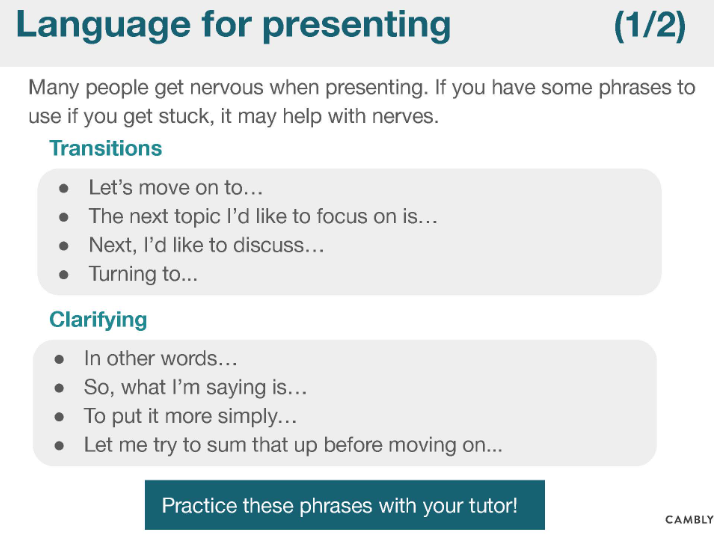 Language for presenting (1/2)
Many people get nervous when presenting. If you have some phrases to
use if you get stuck, it may help with nerves.
Transitions
● Let's move on to…
● The next topic I'd like to focus on is…
● Next, I'd like to discuss…
● Turning to...
Clarifying
● In other words…
● So, what I'm saying is…
● To put it more simply…
● Let me try to sum that up before moving on...
Practice these phrases with your tutor!
CAMBLY